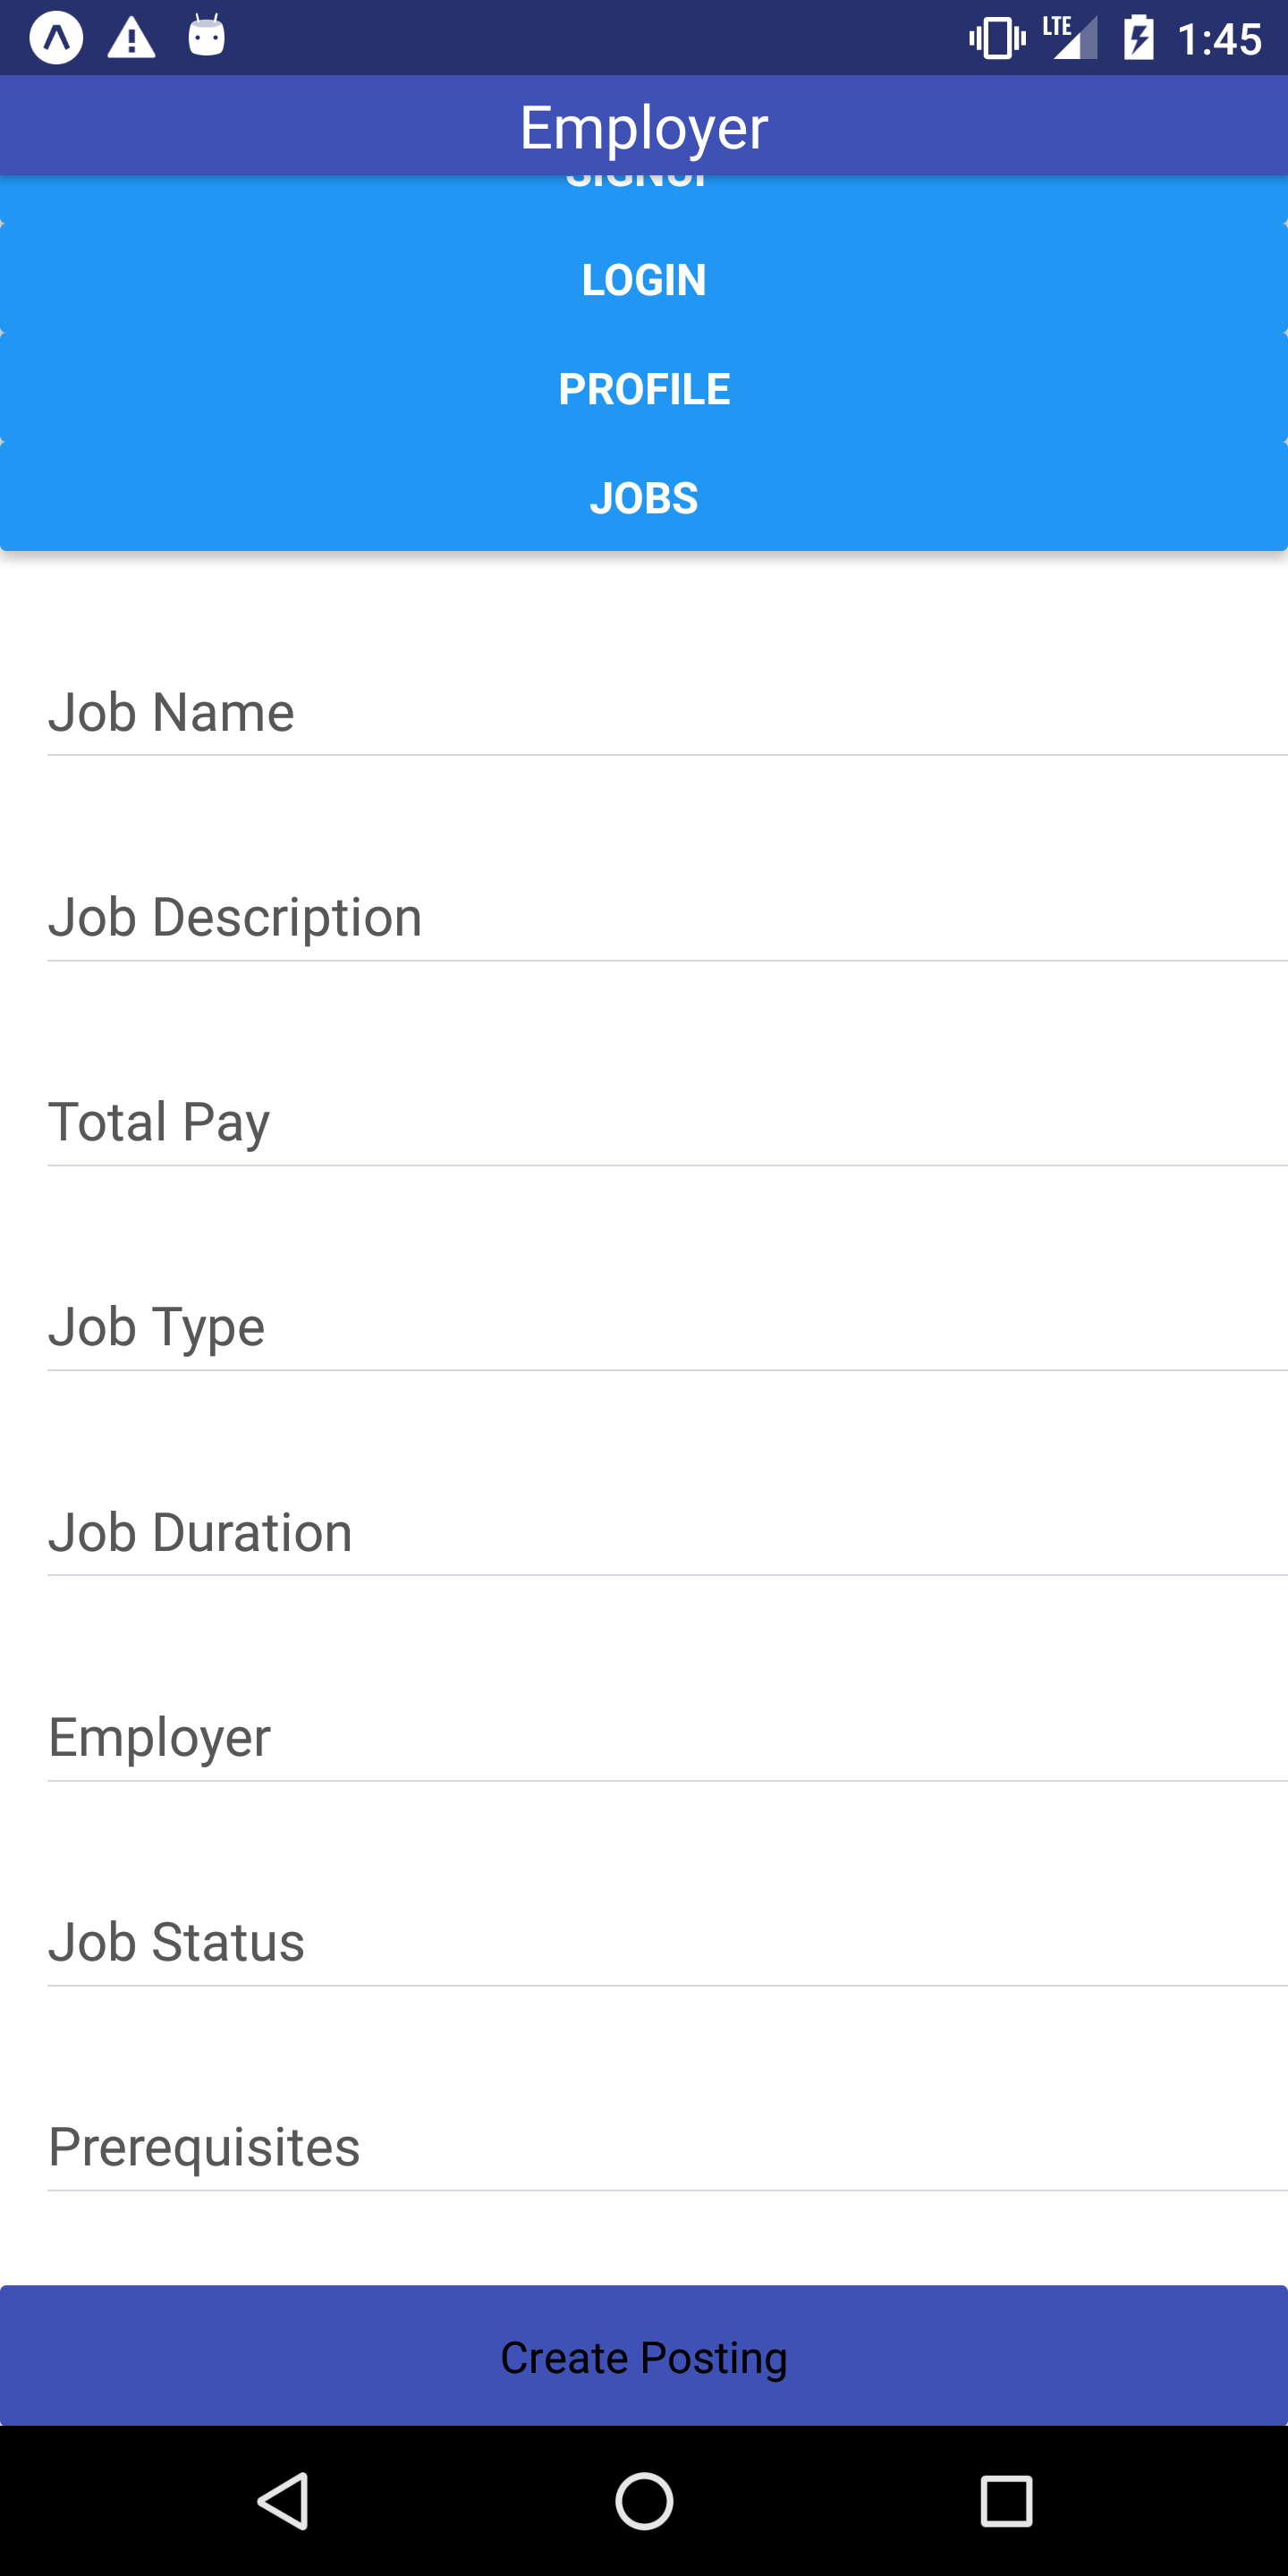 LTE 1:45
Employer
LOGIN
PROFILE
JOBS
Job Name
Job Description
Total Pay
Job Type
Job Duration
Employer
Job Status
Prerequisites
Create Posting